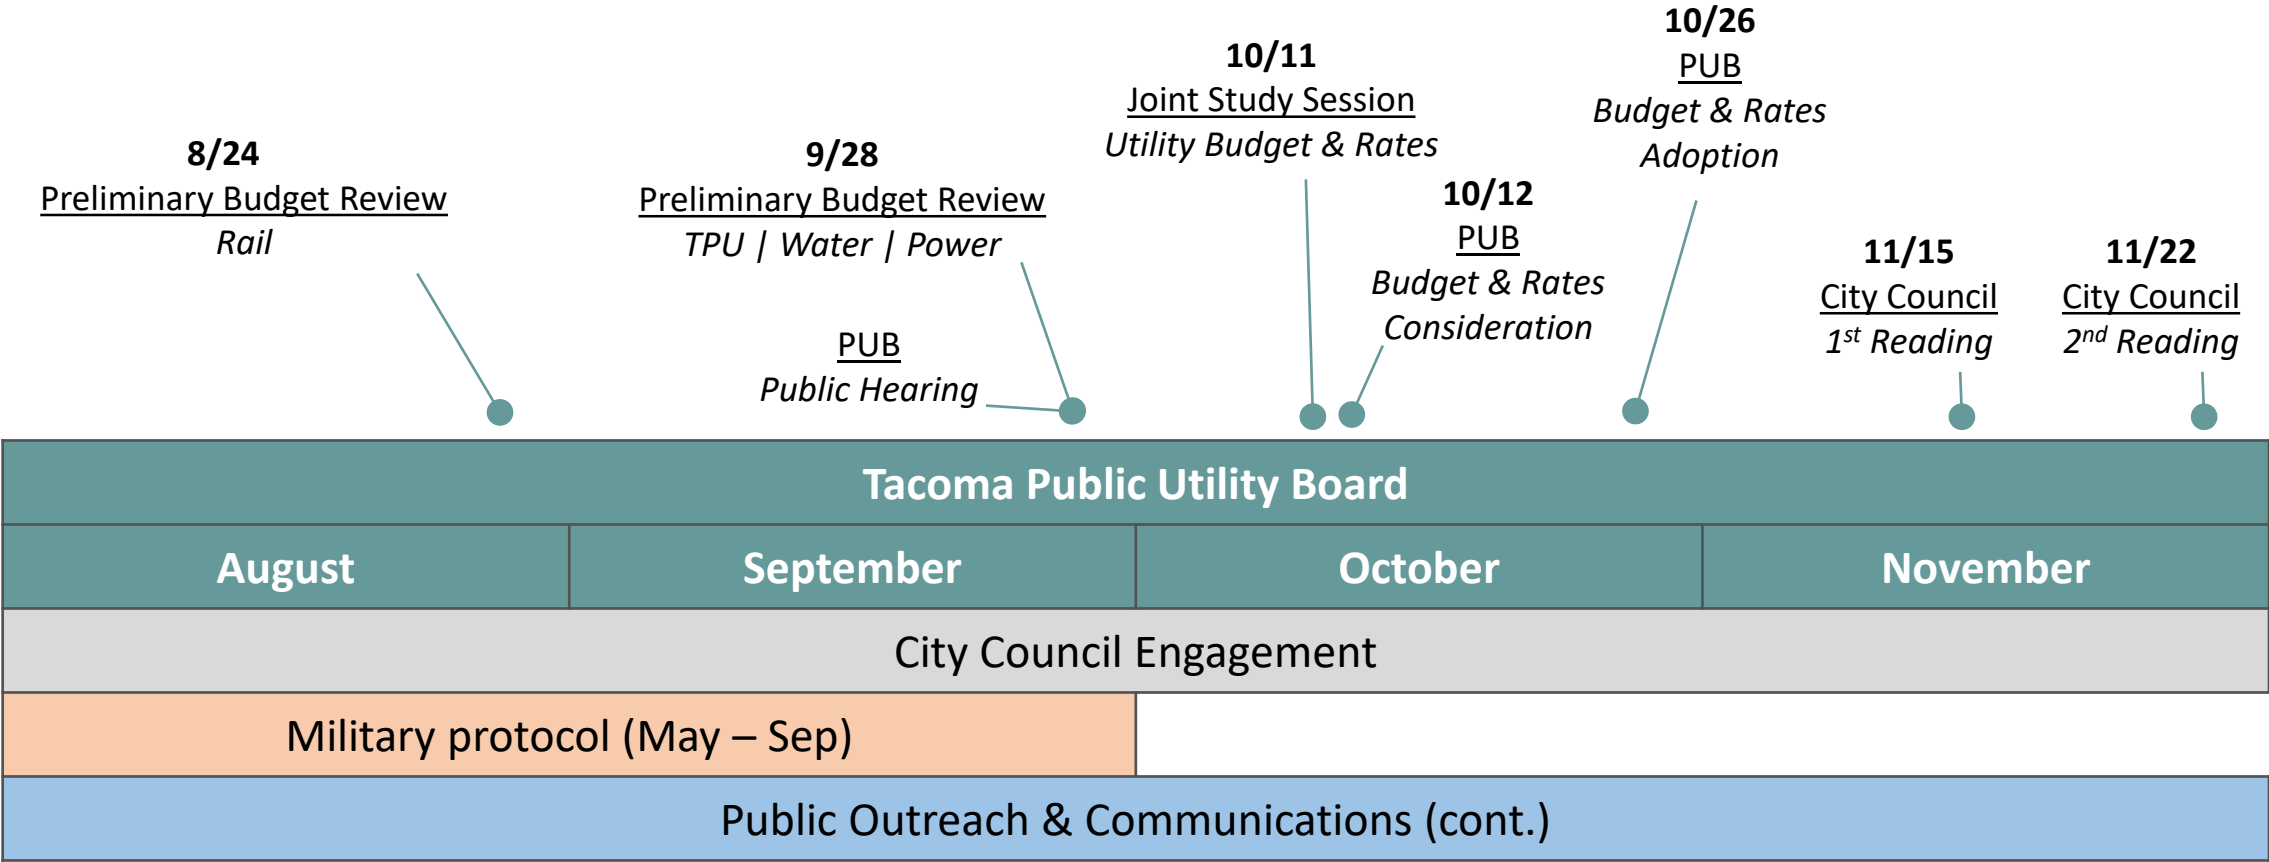 8/24
Preliminary Budget Review
Rail
9/28
Preliminary Budget Review
TPU | Water | Power
PUB
Public Hearing
10/11
Joint Study Session
Utility Budget & Rates
10/12
PUB
Budget & Rates
Consideration
10/26
PUB
Budget & Rates
Adoption
11/15
City Council
1st Reading
11/22
City Council
2nd Reading
Tacoma Public Utility Board
August
September
October
November
City Council Engagement
Military protocol (May – Sep)
Public Outreach & Communications (cont.)